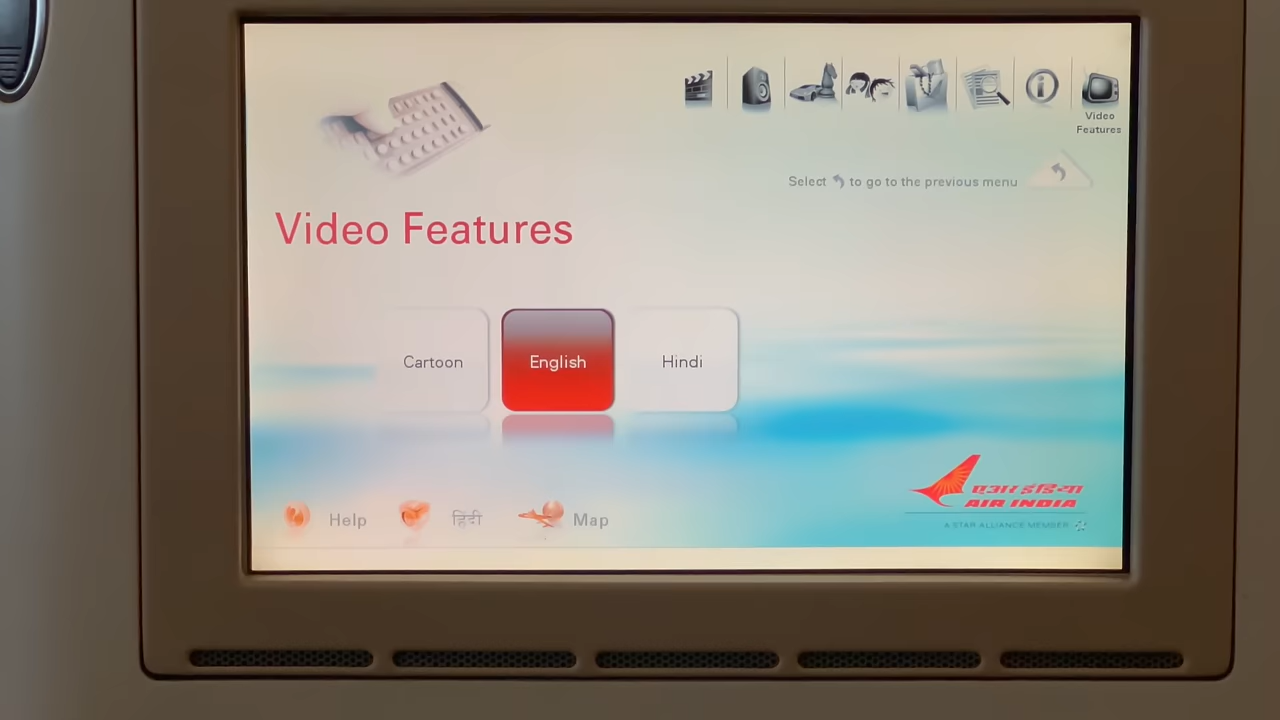 Video
Features
Select to go to the previous menu
Video Features
Cartoon
English
Hindi
Help
हिंदी
Map
एअर इंडिया
AIR INDIA
A STAR ALLIANCE MEMBER